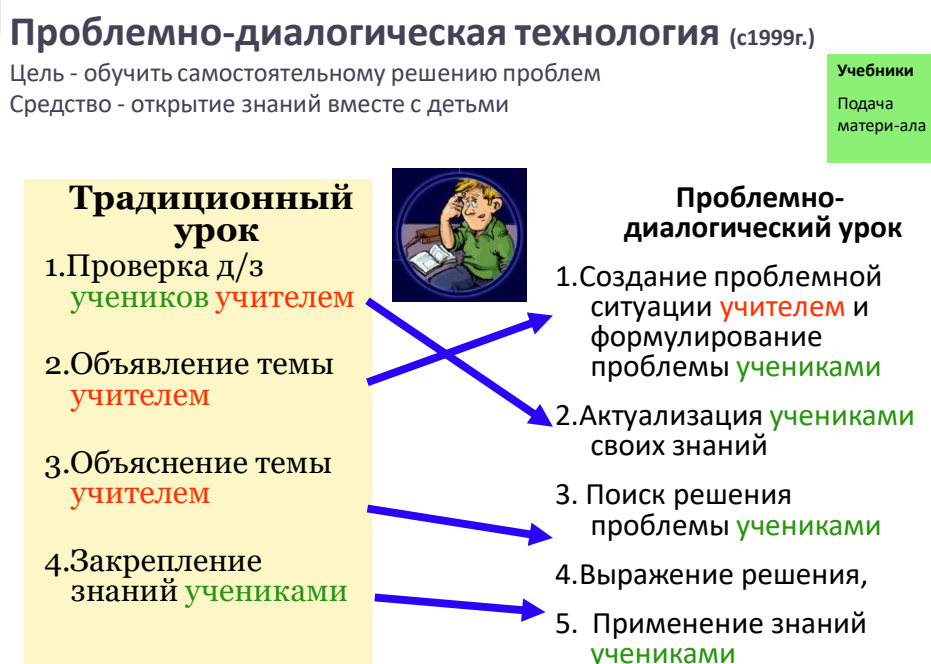 Проблемно-диалогическая технология (с1999г.)
Цель - обучить самостоятельному решению проблем
Средство - открытие знаний вместе с детьми
Учебники
Подача
матери-ала
Традиционный
урок
1.Проверка д/з
учеников учителем
2.Объявление темы
учителем
3.Объяснение темы
учителем
4.Закрепление
знаний учениками
Проблемно-
диалогический урок
1.Создание проблемной
ситуации учителем и
формулирование
проблемы учениками
2.Актуализация учениками
своих знаний
3. Поиск решения
проблемы учениками
4.Выражение решения,
5. Применение знаний
учениками